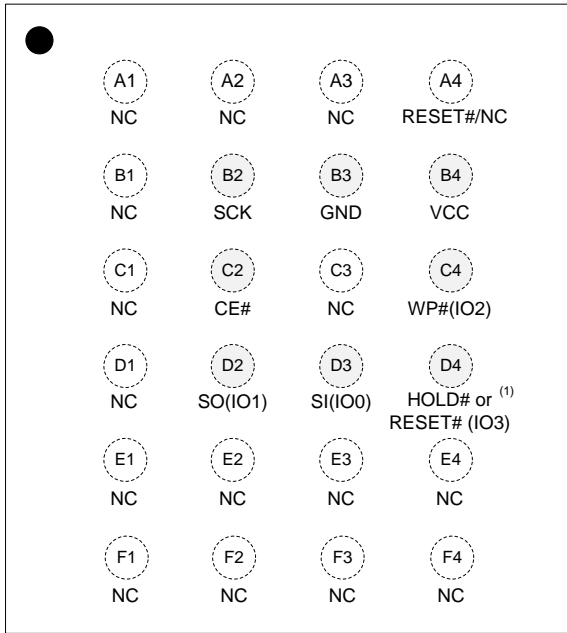 A1 A2 A3 A4
NC NC NC RESET#/NC
B1 B2 B3 B4
NC SCK GND VCC
C1 C2 C3 C4
NC CE# NC WP#(IO2)
D1 D2 D3 D4
NC SO(IO1) SI(IO0) HOLD# or (1)
RESET# (IO3)
E1 E2 E3 E4
NC NC NC NC
F1 F2 F3 F4
NC NC NC NC